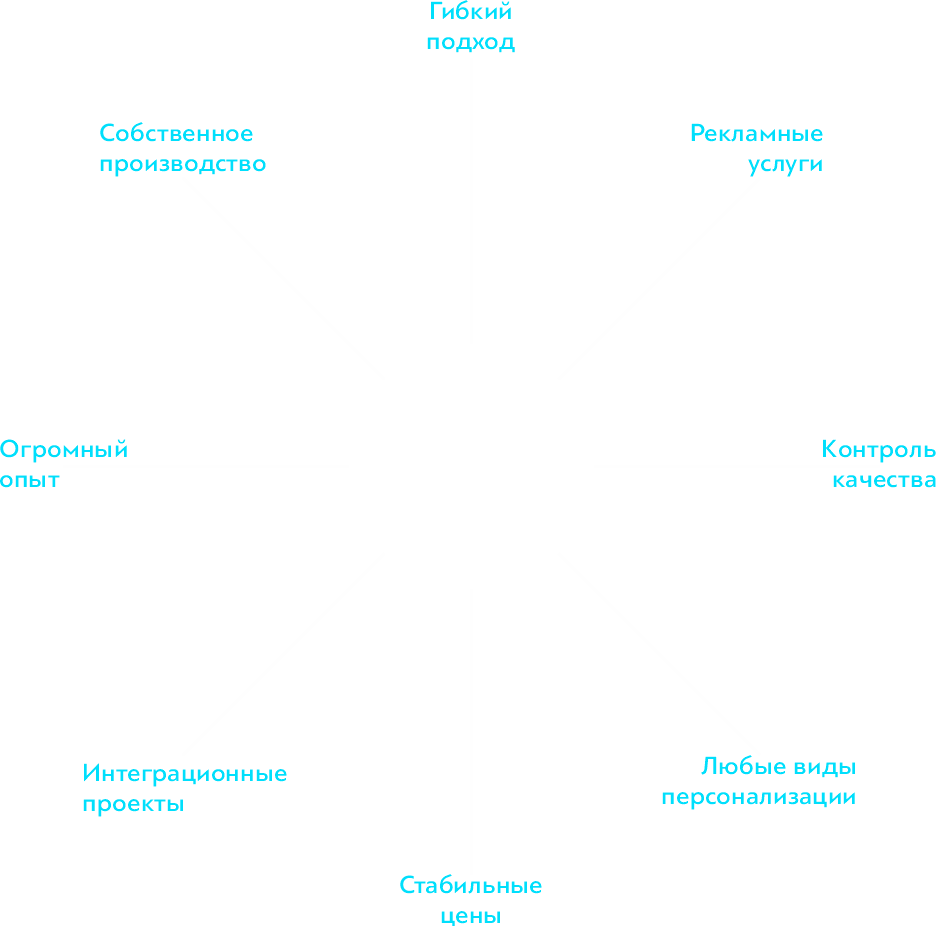 Гибкий
подход
Собственное
производство
Рекламные
услуги
Огромный
опыт
Контроль
качества
Интеграционные
проекты
Любые виды
персонализации
Стабильные
цены